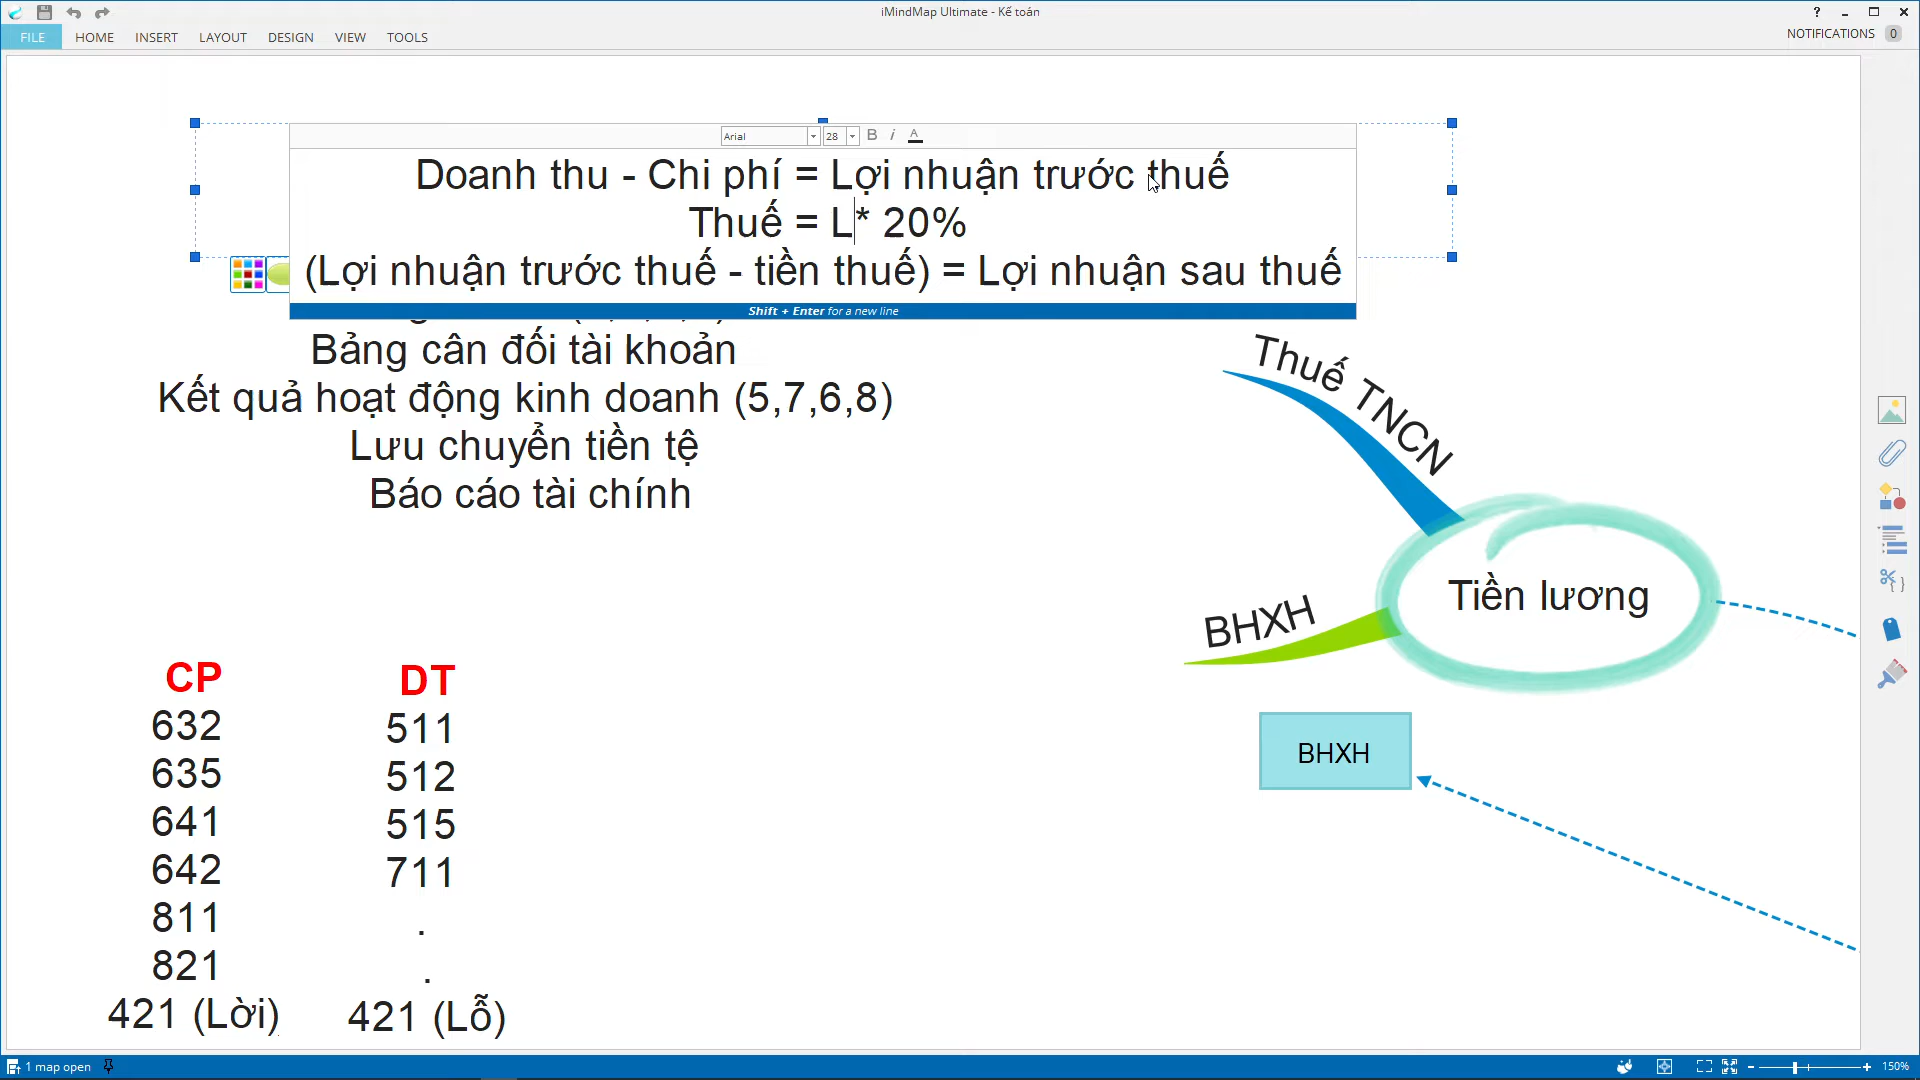 iMindMap Ultimate - Kế toán
?
FILE HOME INSERT LAYOUT DESIGN VIEW TOOLS
NOTIFICATIONS 0
Arial 28 B i A
Doanh thu - Chi phí = Lợi nhuận trước thuế
Thuế = L* 20%
(Lợi nhuận trước thuế - tiền thuế) = Lợi nhuận sau thuế
Shift + Enter for a new line
Bảng cân đối tài khoản
Kết quả hoạt động kinh doanh (5,7,6,8)
Lưu chuyển tiền tệ
Báo cáo tài chính
Thuế TNCN
Tiền lương
BHXH
BHXH
CP
632
635
641
642
811
821
421 (Lời)
DT
511
512
515
711
.
.
421 (Lỗ)
1 map open
150%